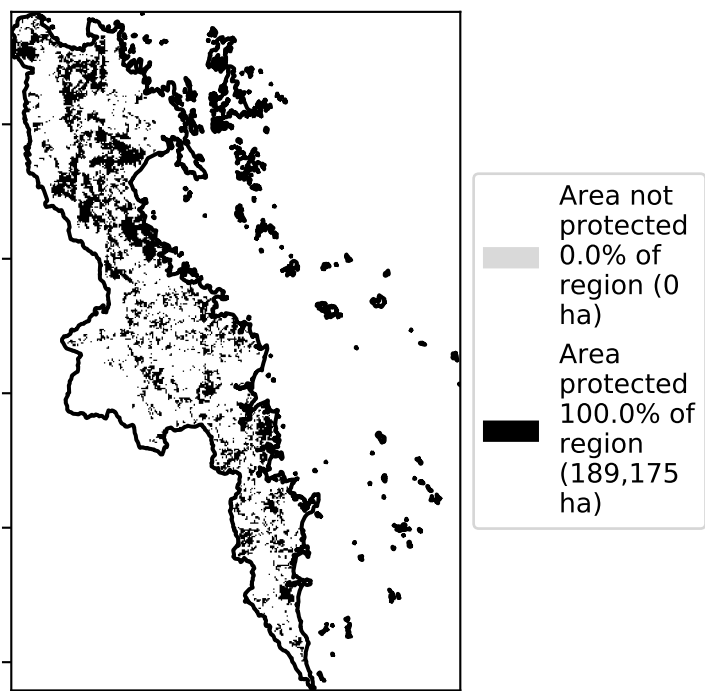 Area not
protected
0.0% of
region (0
ha)
Area
protected
100.0% of
region
(189,175
ha)